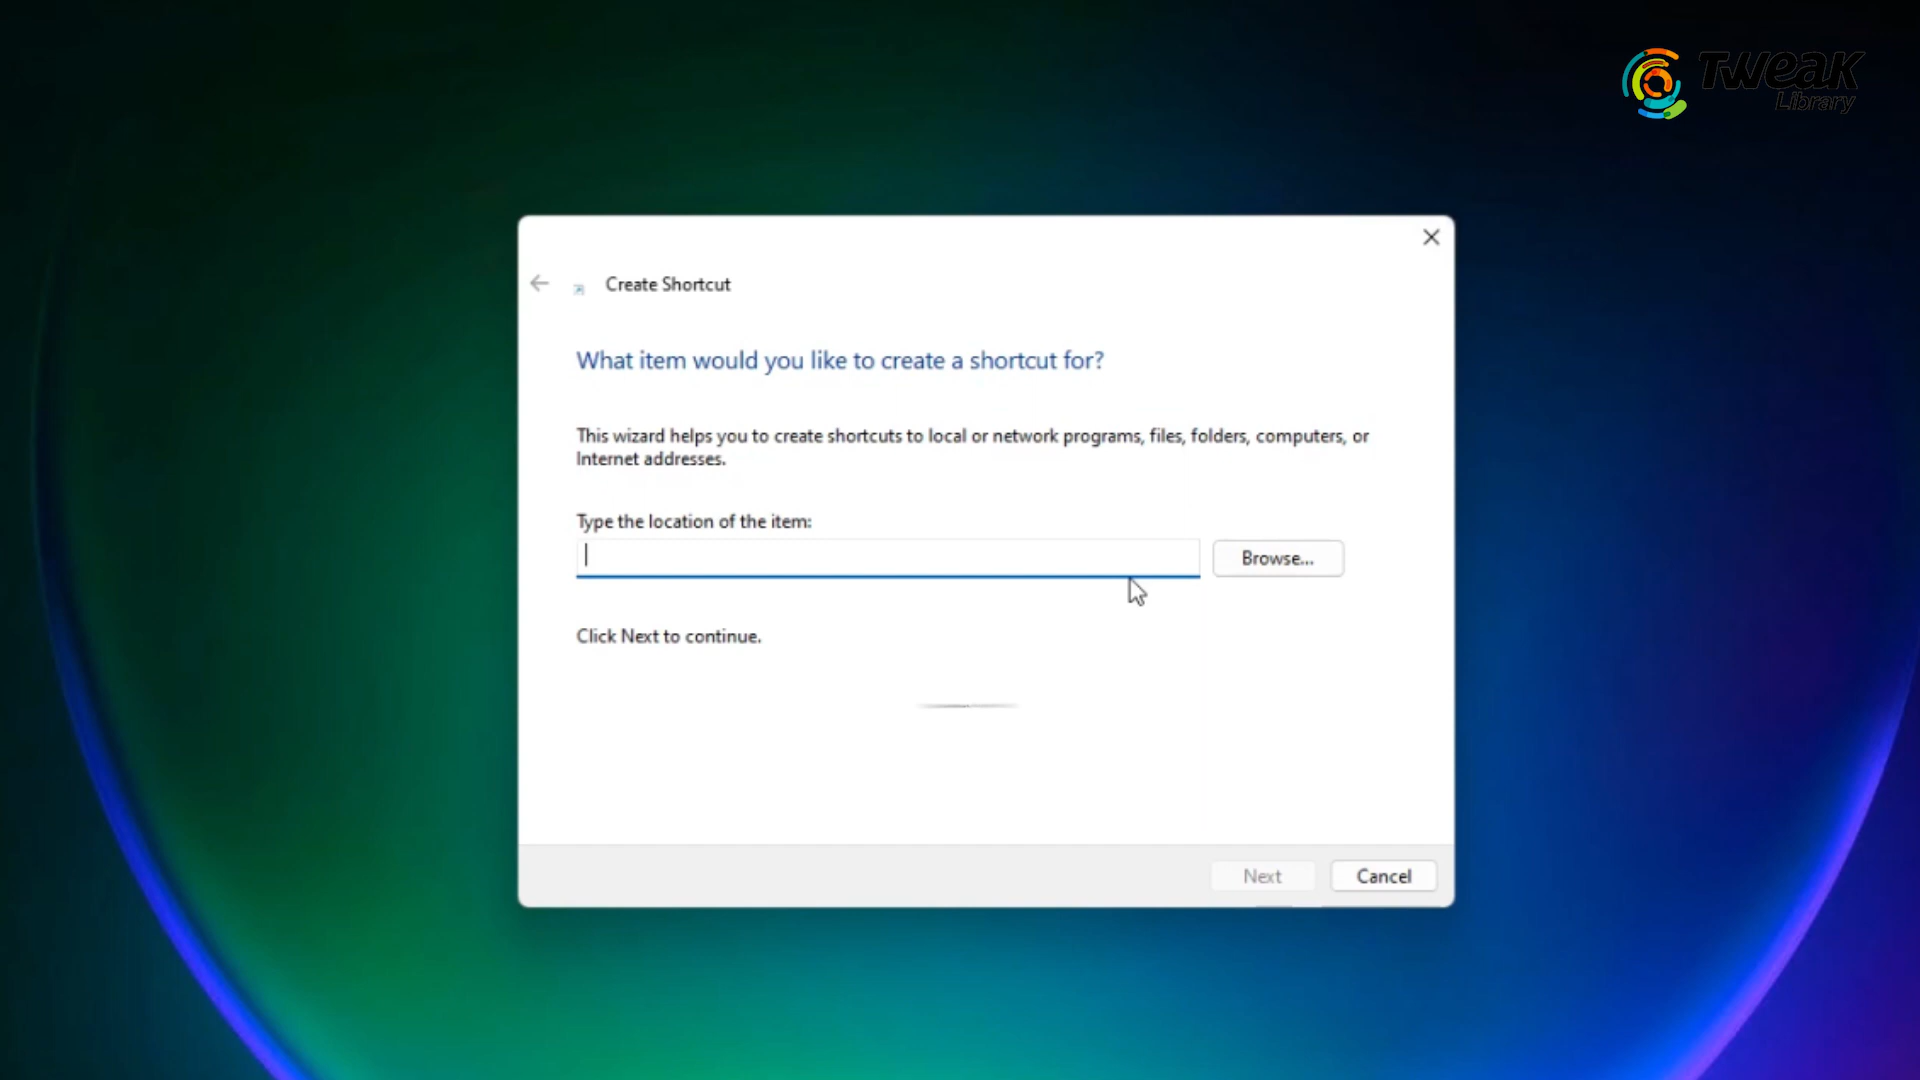 Tweak
Library
Create Shortcut
What item would you like to create a shortcut for?
This wizard helps you to create shortcuts to local or network programs, files, folders, computers, or
Internet addresses.
Type the location of the item:
Browse...
Click Next to continue.
Next
Cancel